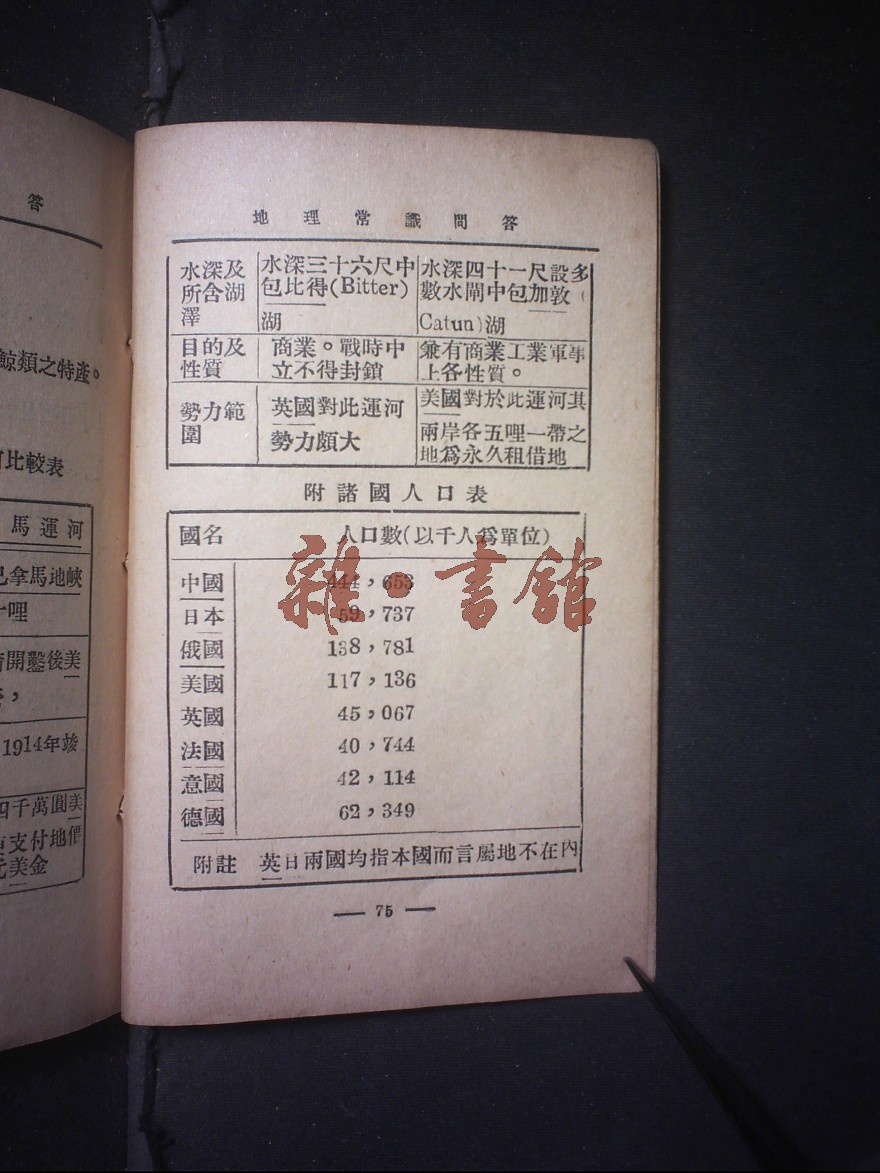 答
鯨類之特產。
比較表
馬運河
拿馬地峽
哩
開鑿後美
1914年竣
四千萬圓美
支付地價
元美金
地理常識問答
水深及所含湖澤 水深三十六尺中包比得(Bitter)湖 水深四十一尺設多數水閘中包加敦(Catun)湖
目的及性質 商業。戰時中立不得封鎖 兼有商業工業軍事上各性質。
勢力範圍 英國對此運河勢力頗大 美國對於此運河其兩岸各五哩一帶之地爲永久租借地
附諸國人口表
國名 人口數(以千人爲單位)
中國 444,653
日本 59,737
俄國 138,781
美國 117,136
英國 45,067
法國 40,744
意國 42,114
德國 62,349
附註 英日兩國均指本國而言屬地不在內
— 75 —
雜·書館